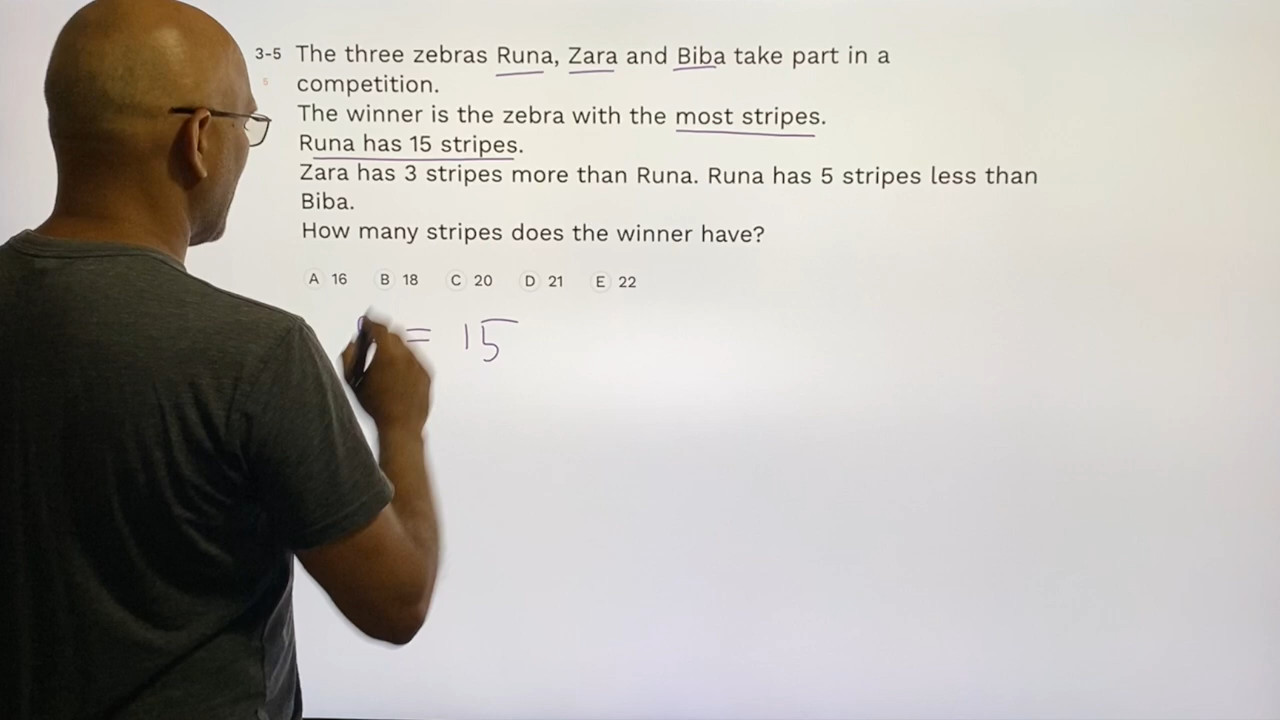 3-5 The three zebras Runa, Zara and Biba take part in a
5 competition.
The winner is the zebra with the most stripes.
Runa has 15 stripes.
Zara has 3 stripes more than Runa. Runa has 5 stripes less than
Biba.
How many stripes does the winner have?
A 16 B 18 C 20 D 21 E 22
= 15